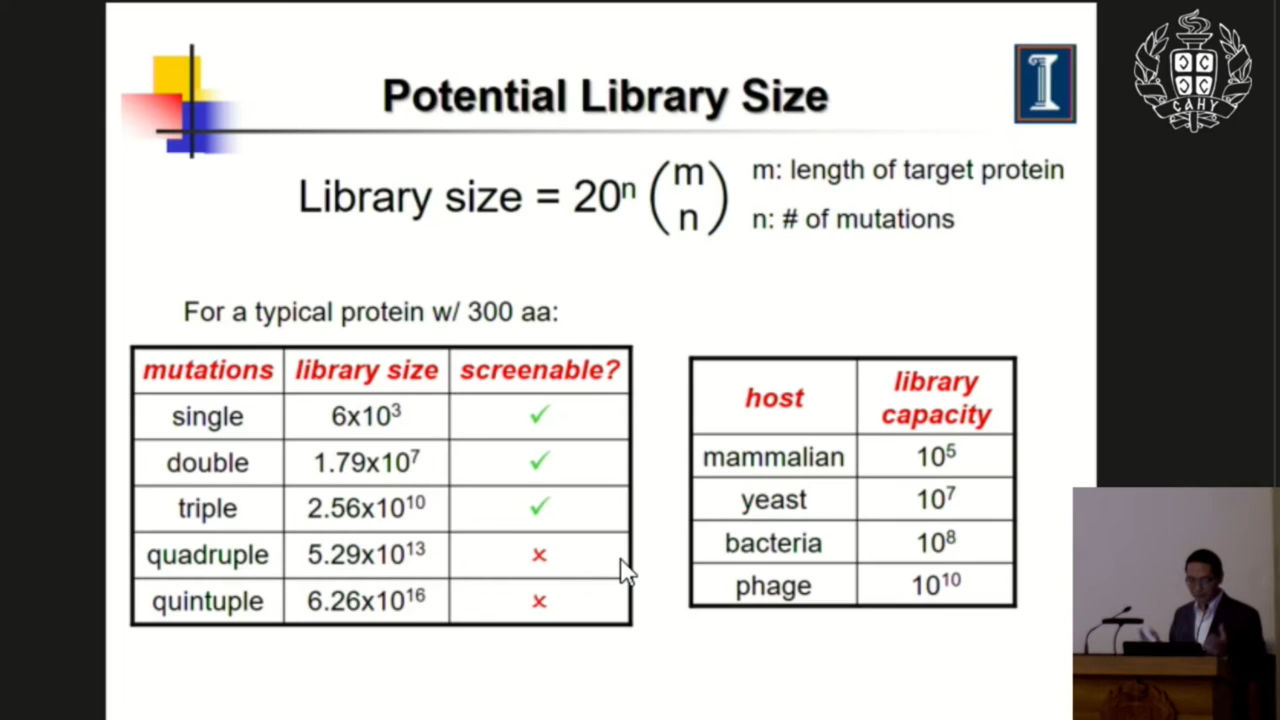 Potential Library Size
Library size = 20ⁿ (m n)
m: length of target protein
n: # of mutations
For a typical protein w/ 300 aa:
mutations library size screenable?
single 6x10³ ✓
double 1.79x10⁷ ✓
triple 2.56x10¹⁰ ✓
quadruple 5.29x10¹³ ×
quintuple 6.26x10¹⁶ ×
host library capacity
mammalian 10⁵
yeast 10⁷
bacteria 10⁸
phage 10¹⁰
САНУ